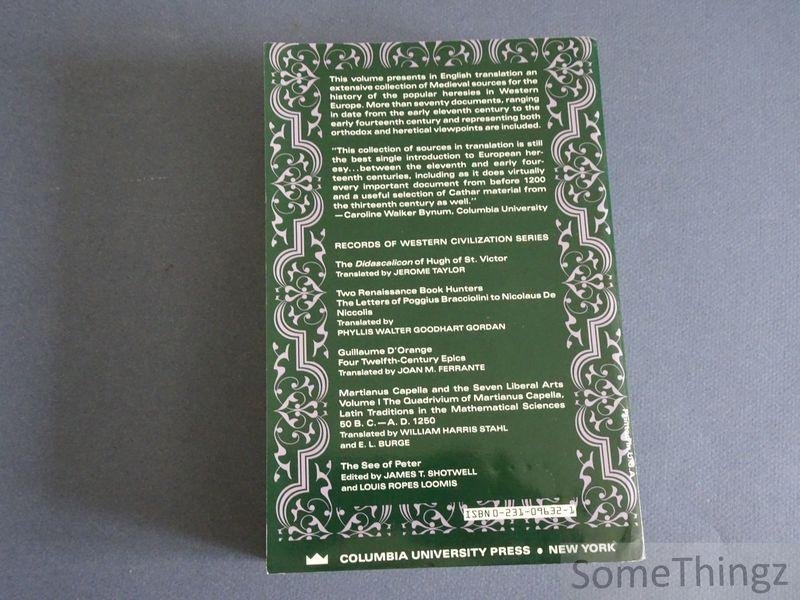 This volume presents in English translation an
extensive collection of Medieval sources for the
history of the popular heresies in Western
Europe. More than seventy documents, ranging
in date from the early eleventh century to the
early fourteenth century and representing both
orthodox and heretical viewpoints are included.
"This collection of sources in translation is still
the best single introduction to European her-
esy...between the eleventh and early four-
teenth centuries, including as it does virtually
every important document from before 1200
and a useful selection of Cathar material from
the thirteenth century as well."
—Caroline Walker Bynum, Columbia University
RECORDS OF WESTERN CIVILIZATION SERIES
The Didascalicon of Hugh of St. Victor
Translated by JEROME TAYLOR
Two Renaissance Book Hunters
The Letters of Poggius Bracciolini to Nicolaus De
Niccolis
Translated by
PHYLLIS WALTER GOODHART GORDAN
Guillaume D'Orange
Four Twelfth-Century Epics
Translated by JOAN M. FERRANTE
Martianus Capella and the Seven Liberal Arts
Volume I The Quadrivium of Martianus Capella,
Latin Traditions in the Mathematical Sciences
50 B. C.—A. D. 1250
Translated by WILLIAM HARRIS STAHL
and E. L. BURGE
The See of Peter
Edited by JAMES T. SHOTWELL
and LOUIS ROPES LOOMIS
ISBN 0-231-09632-1
COLUMBIA UNIVERSITY PRESS • NEW YORK
SomeThingz